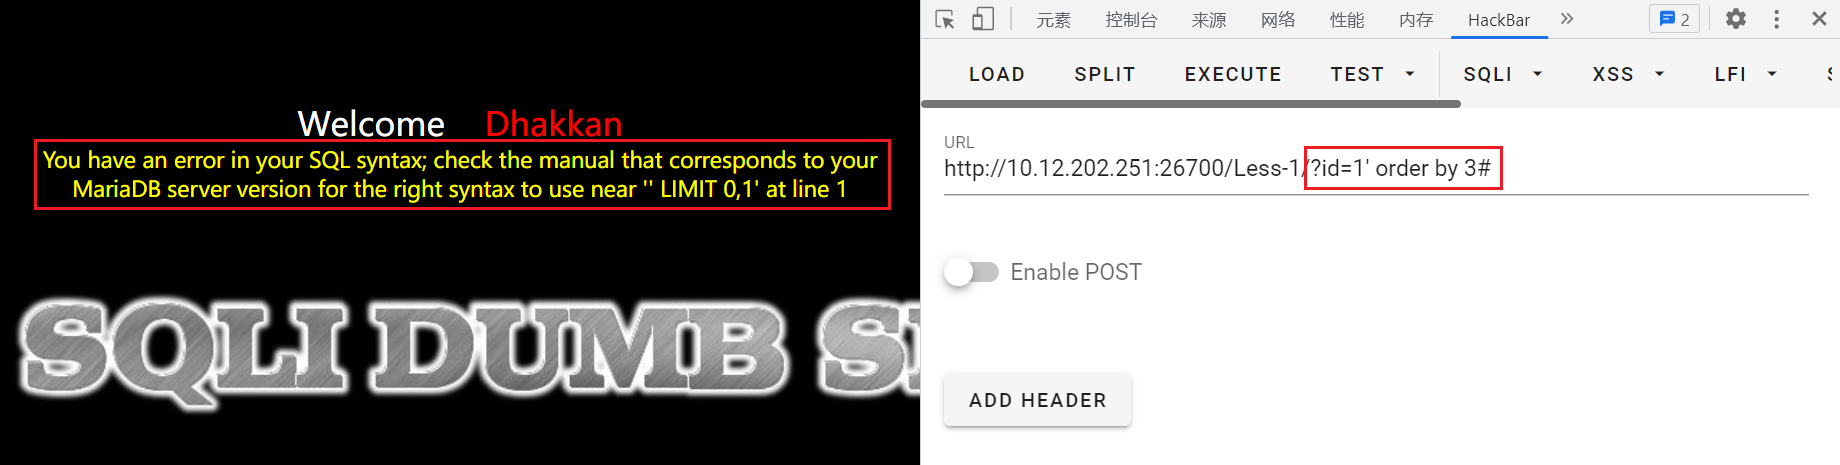 Welcome Dhakkan
You have an error in your SQL syntax; check the manual that corresponds to your
MariaDB server version for the right syntax to use near '' LIMIT 0,1' at line 1
SQLI DUMB S
元素 控制台 来源 网络 性能 内存 HackBar 2
LOAD SPLIT EXECUTE TEST SQLI XSS LFI
URL
http://10.12.202.251:26700/Less-1/?id=1' order by 3#
Enable POST
ADD HEADER